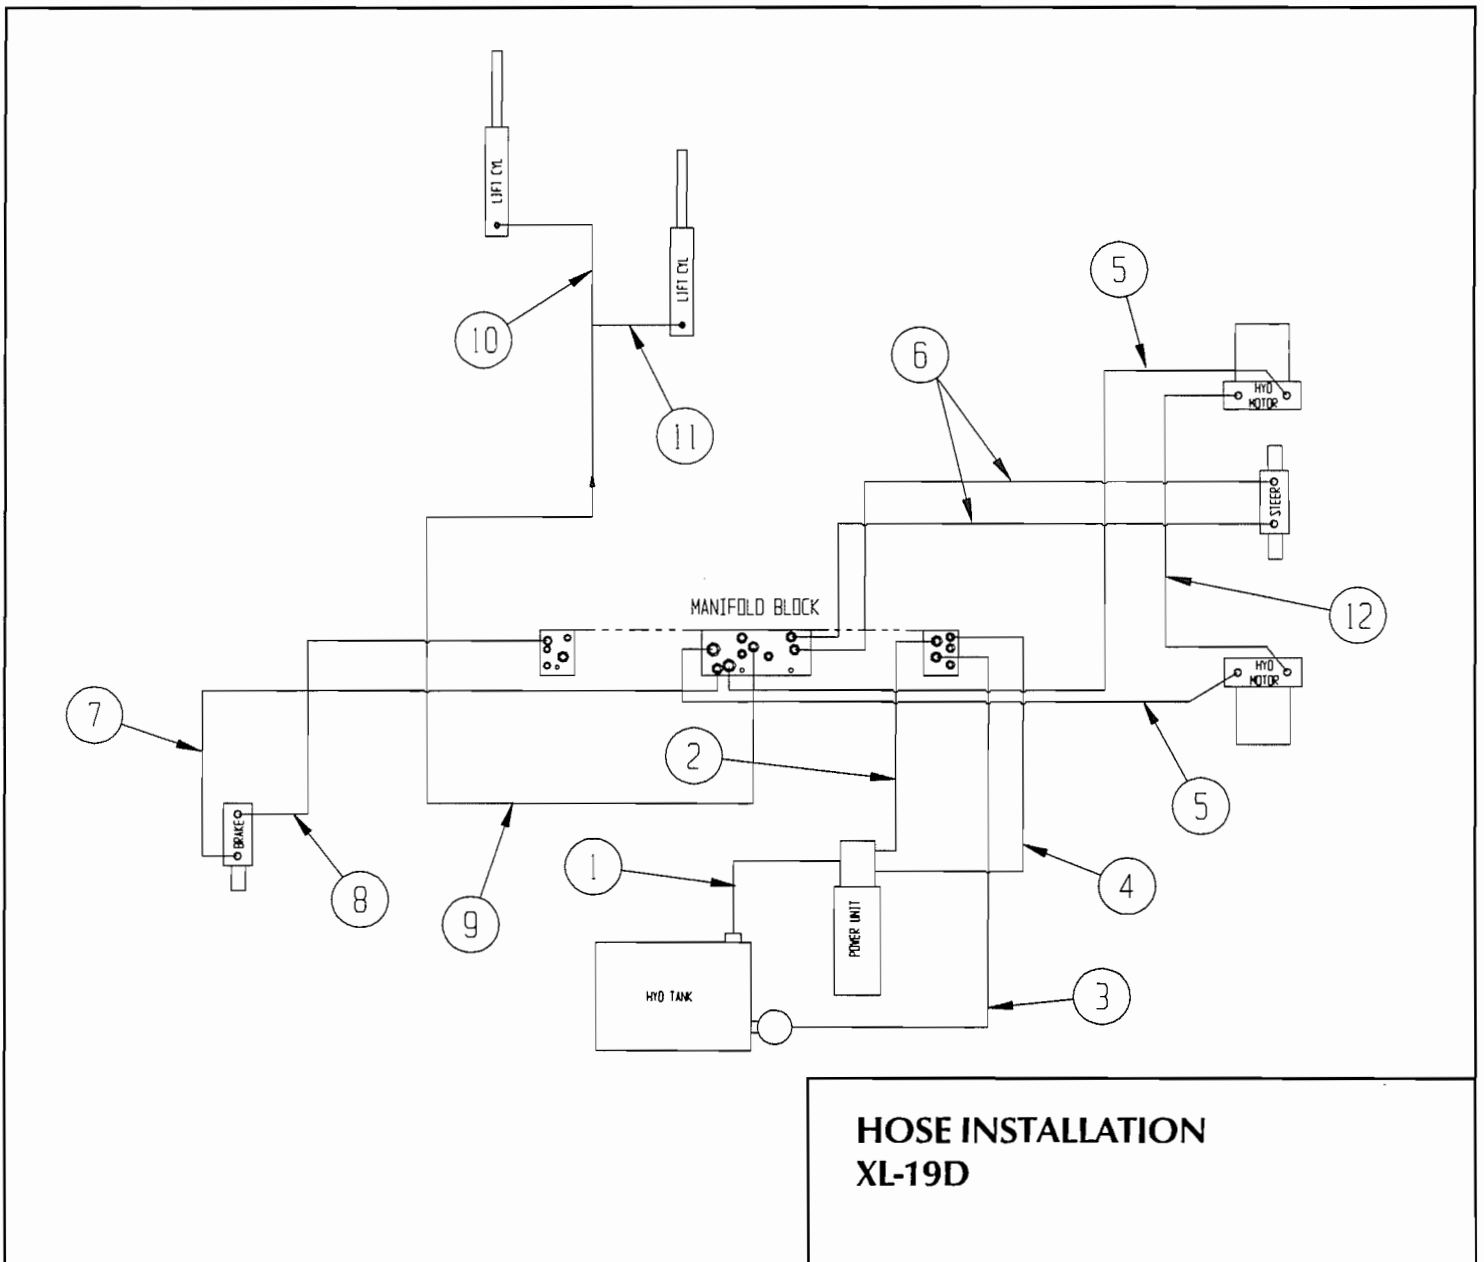 LIFT CYL
LIFT CYL
5
10
6
HYD
MOTOR
11
STEER
MANIFOLD BLOCK
12
HYD
MOTOR
7
2
5
BRAKE
1
4
8
9
POWER UNIT
HYD TANK
3
HOSE INSTALLATION
XL-19D